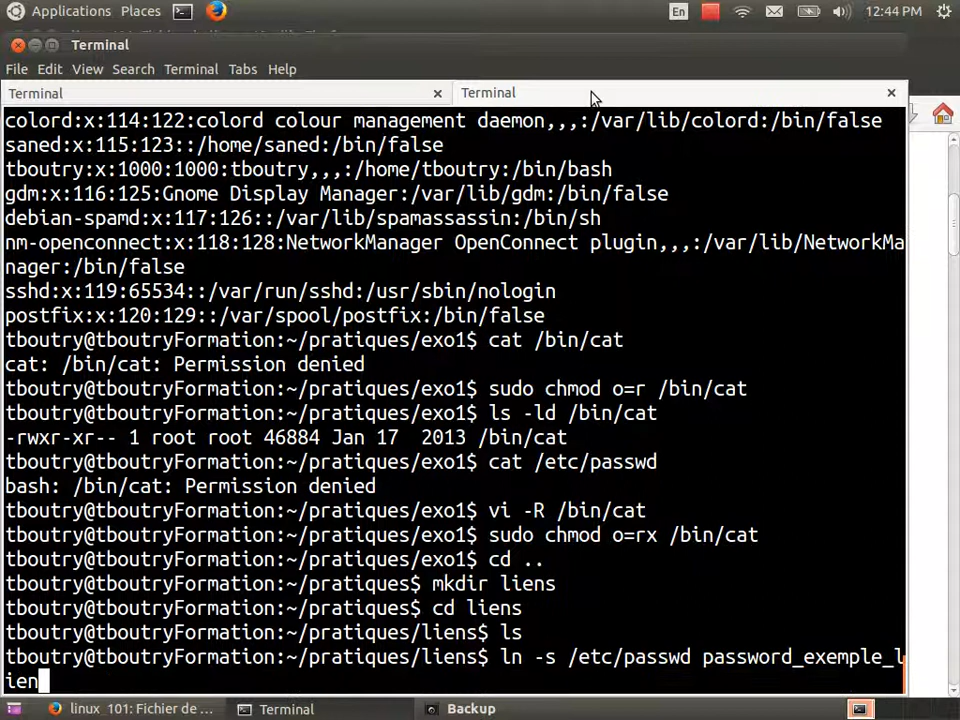 Applications Places En 12:44 PM
Terminal
File Edit View Search Terminal Tabs Help
Terminal Terminal
colord:x:114:122:colord colour management daemon,,,:/var/lib/colord:/bin/false
saned:x:115:123::/home/saned:/bin/false
tboutry:x:1000:1000:tboutry,,,:/home/tboutry:/bin/bash
gdm:x:116:125:Gnome Display Manager:/var/lib/gdm:/bin/false
debian-spamd:x:117:126::/var/lib/spamassassin:/bin/sh
nm-openconnect:x:118:128:NetworkManager OpenConnect plugin,,,:/var/lib/NetworkMa
nager:/bin/false
sshd:x:119:65534::/var/run/sshd:/usr/sbin/nologin
postfix:x:120:129::/var/spool/postfix:/bin/false
tboutry@tboutryFormation:~/pratiques/exo1$ cat /bin/cat
cat: /bin/cat: Permission denied
tboutry@tboutryFormation:~/pratiques/exo1$ sudo chmod o=r /bin/cat
tboutry@tboutryFormation:~/pratiques/exo1$ ls -ld /bin/cat
-rwxr-xr-- 1 root root 46884 Jan 17  2013 /bin/cat
tboutry@tboutryFormation:~/pratiques/exo1$ cat /etc/passwd
bash: /bin/cat: Permission denied
tboutry@tboutryFormation:~/pratiques/exo1$ vi -R /bin/cat
tboutry@tboutryFormation:~/pratiques/exo1$ sudo chmod o=rx /bin/cat
tboutry@tboutryFormation:~/pratiques/exo1$ cd ..
tboutry@tboutryFormation:~/pratiques$ mkdir liens
tboutry@tboutryFormation:~/pratiques$ cd liens
tboutry@tboutryFormation:~/pratiques/liens$ ls
tboutry@tboutryFormation:~/pratiques/liens$ ln -s /etc/passwd password_exemple_l
ien
linux_101: Fichier de ... Terminal Backup